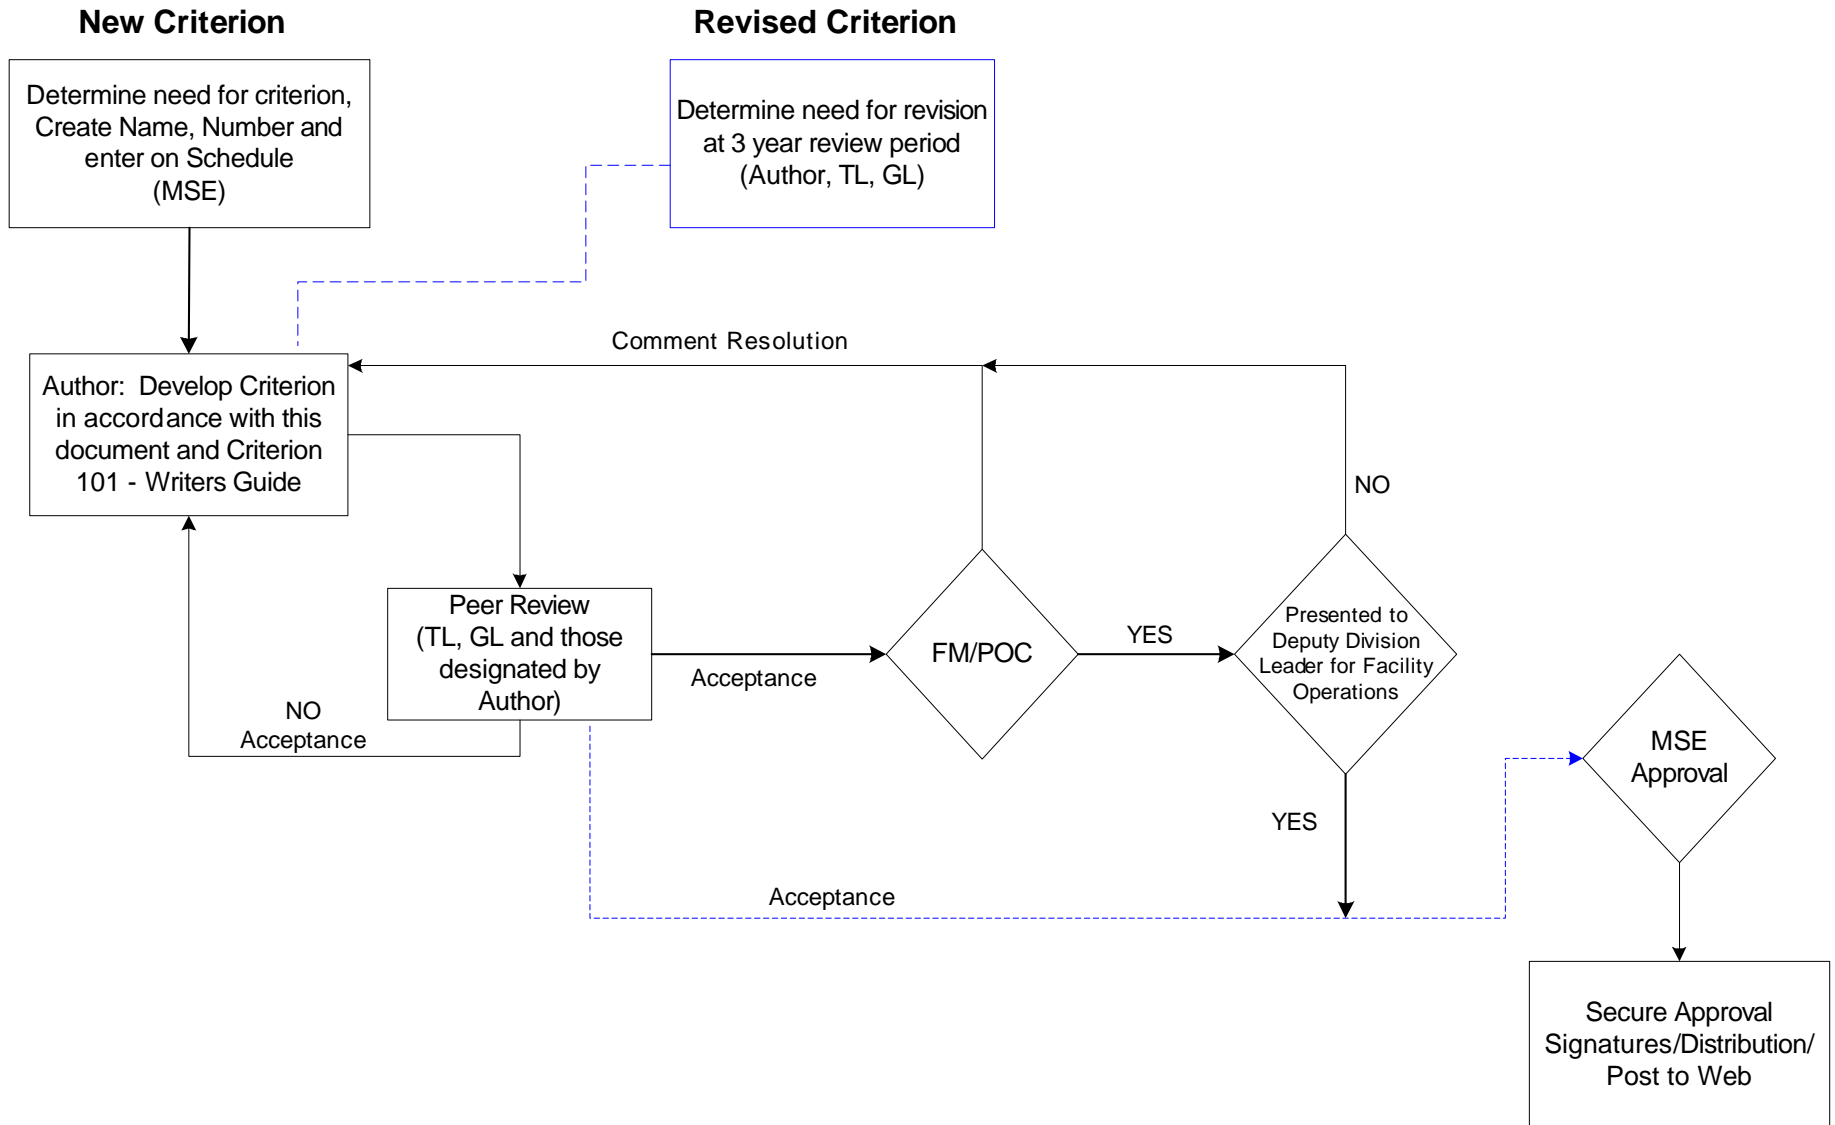 New Criterion
Revised Criterion
Determine need for criterion,
Create Name, Number and
enter on Schedule
(MSE)
Determine need for revision
at 3 year review period
(Author, TL, GL)
Comment Resolution
Author:  Develop Criterion
in accordance with this
document and Criterion
101 - Writers Guide
NO
Peer Review
(TL, GL and those
designated by
Author)
Acceptance
FM/POC
YES
Presented to
Deputy Division
Leader for Facility
Operations
NO
Acceptance
MSE
Approval
YES
Acceptance
Secure Approval
Signatures/Distribution/
Post to Web